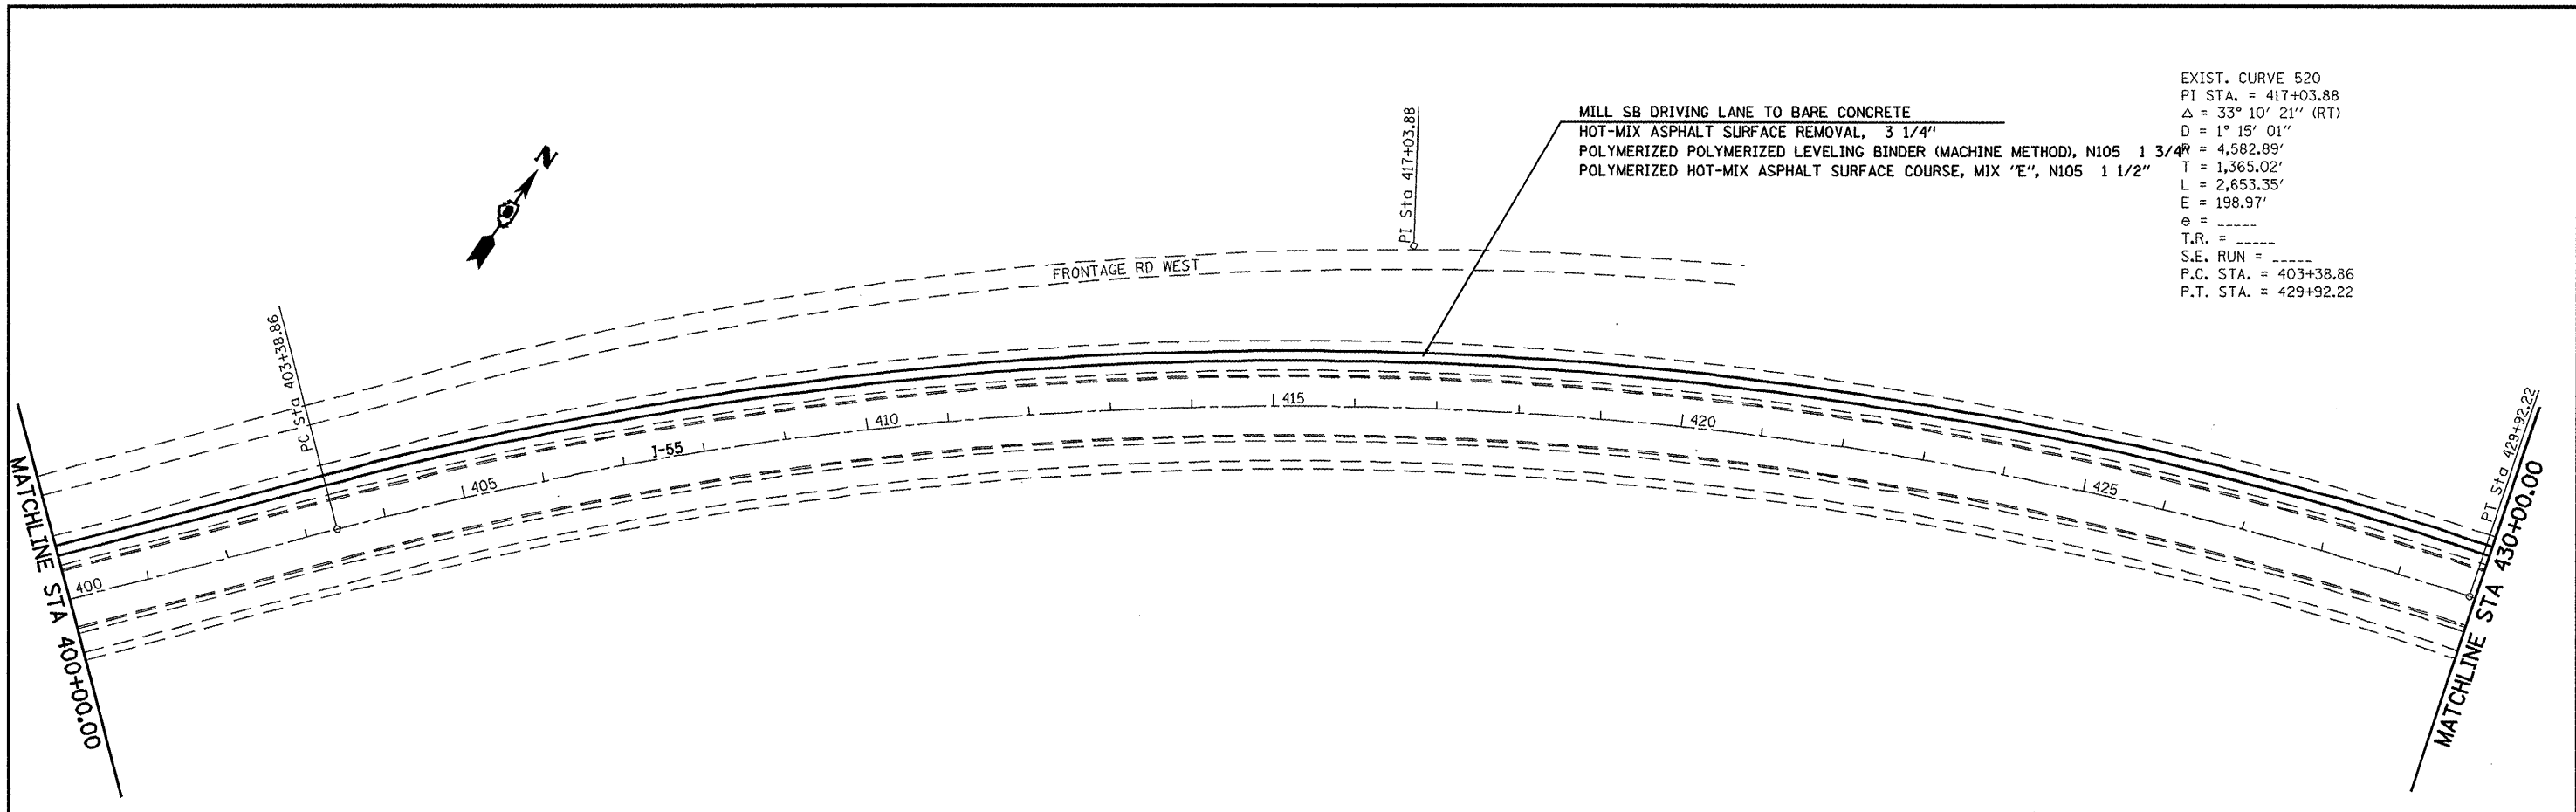 EXIST. CURVE 520
PI STA. = 417+03.88
Δ = 33° 10' 21'' (RT)
D = 1° 15' 01''
R = 4,582.89'
T = 1,365.02'
L = 2,653.35'
E = 198.97'
e = _____
T.R. = _____
S.E. RUN = _____
P.C. STA. = 403+38.86
P.T. STA. = 429+92.22
MILL SB DRIVING LANE TO BARE CONCRETE
HOT-MIX ASPHALT SURFACE REMOVAL, 3 1/4"
POLYMERIZED POLYMERIZED LEVELING BINDER (MACHINE METHOD), N105 1 3/4"
POLYMERIZED HOT-MIX ASPHALT SURFACE COURSE, MIX "E", N105 1 1/2"
N
PI Sta 417+03.88
FRONTAGE RD WEST
PC Sta 403+38.86
PT Sta 429+92.22
MATCHLINE STA 400+00.00
400
405
I-55
410
415
420
425
MATCHLINE STA 430+00.00